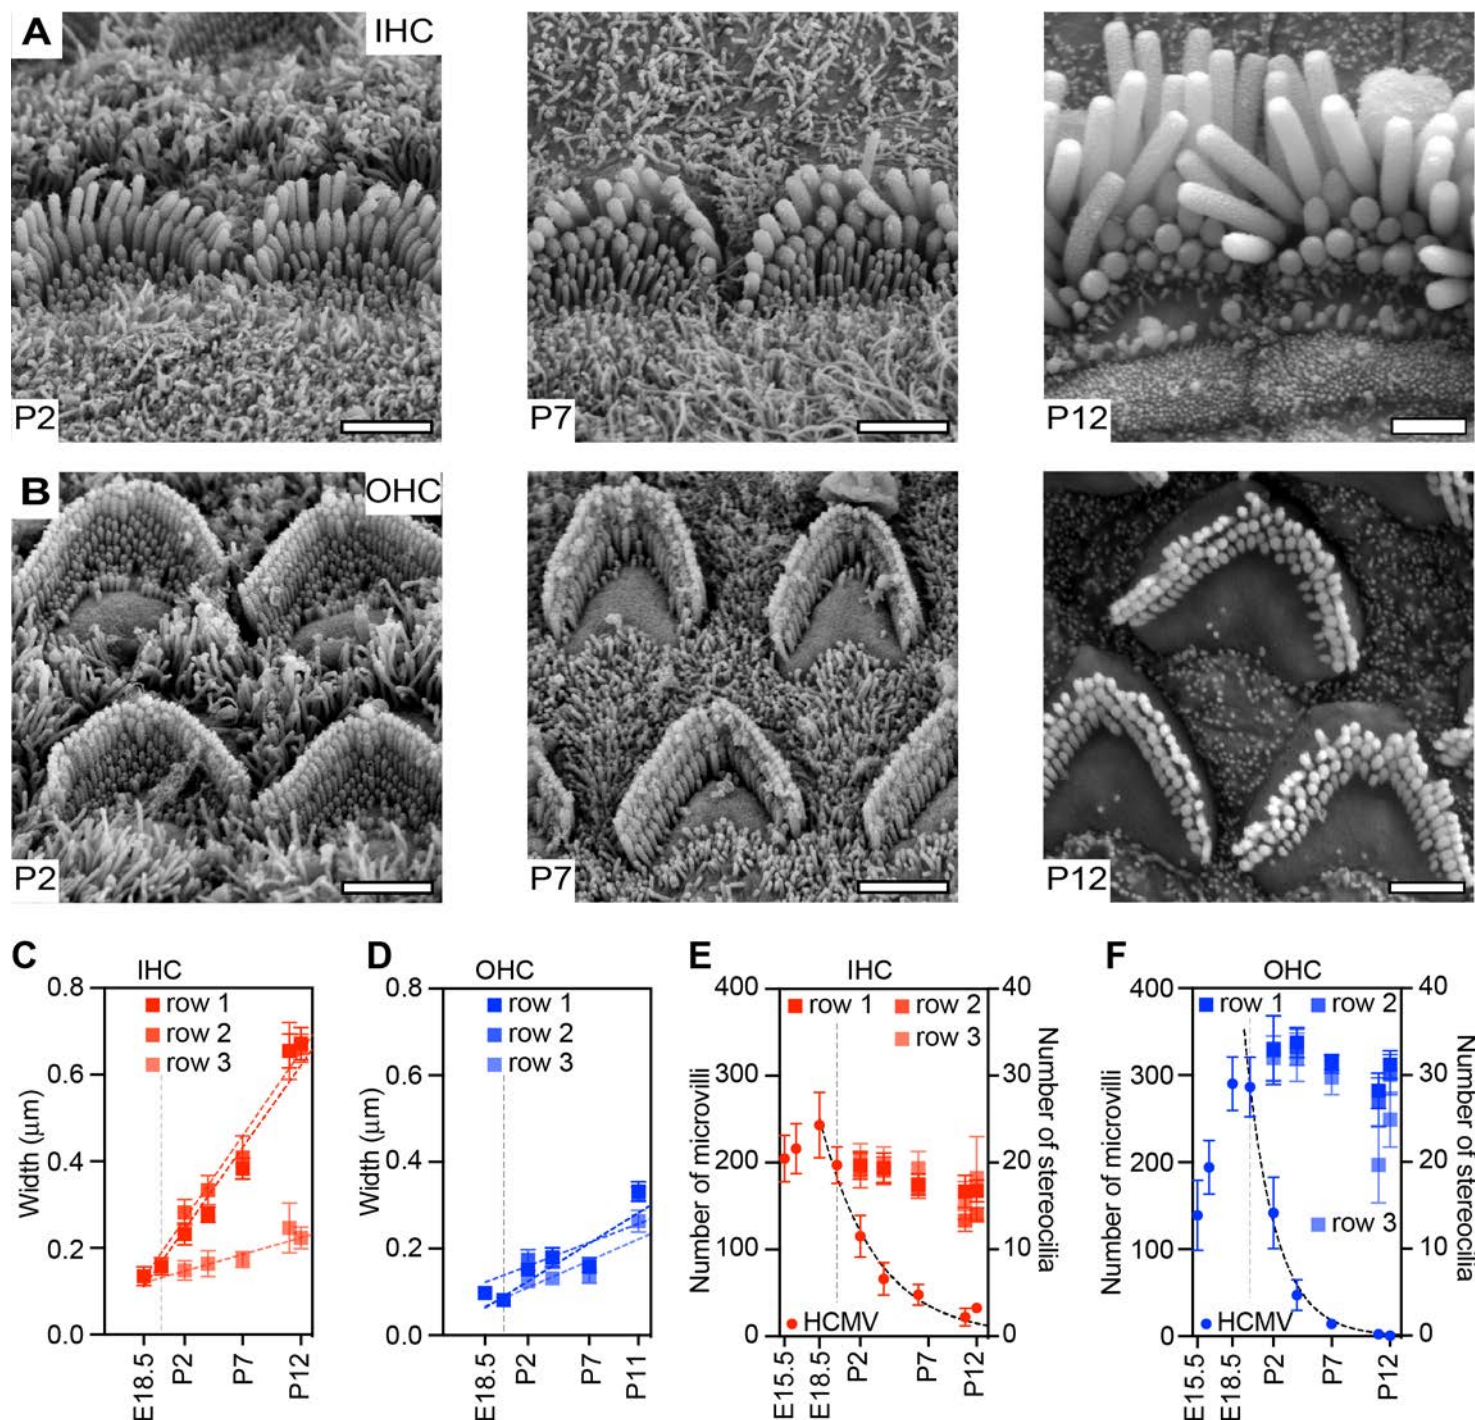 A
IHC
P2
P7
P12
B
OHC
P2
P7
P12
C
IHC
row 1
row 2
row 3
Width (µm)
0.8
0.6
0.4
0.2
0.0
E18.5
P2
P7
P12
D
OHC
row 1
row 2
row 3
Width (µm)
0.8
0.6
0.4
0.2
0.0
E18.5
P2
P7
P11
E
IHC
row 1
row 2
row 3
HCMV
Number of microvilli
400
300
200
100
0
Number of stereocilia
40
30
20
10
0
E15.5
E18.5
P2
P7
P12
F
OHC
row 1
row 2
row 3
HCMV
Number of microvilli
400
300
200
100
0
Number of stereocilia
40
30
20
10
0
E15.5
E18.5
P2
P7
P12